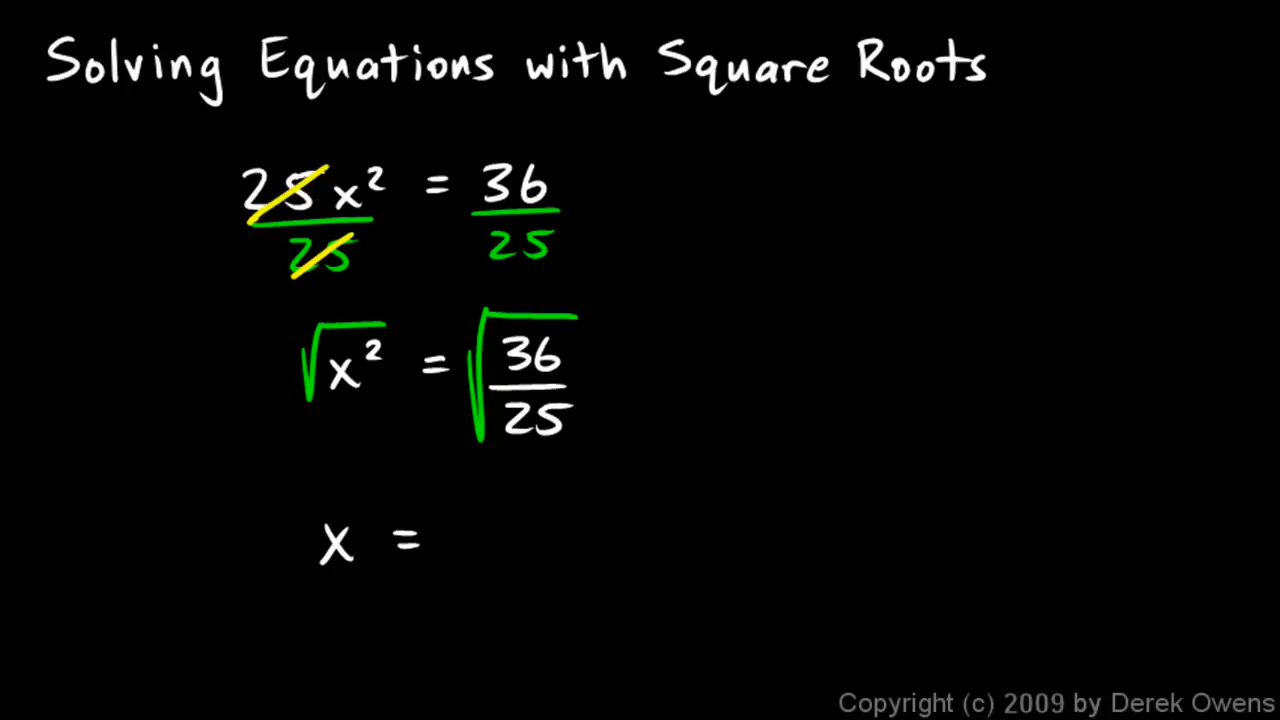 Solving Equations with Square Roots
25x² = 36
25 25
√x² = √36
25
x =
Copyright (c) 2009 by Derek Owens